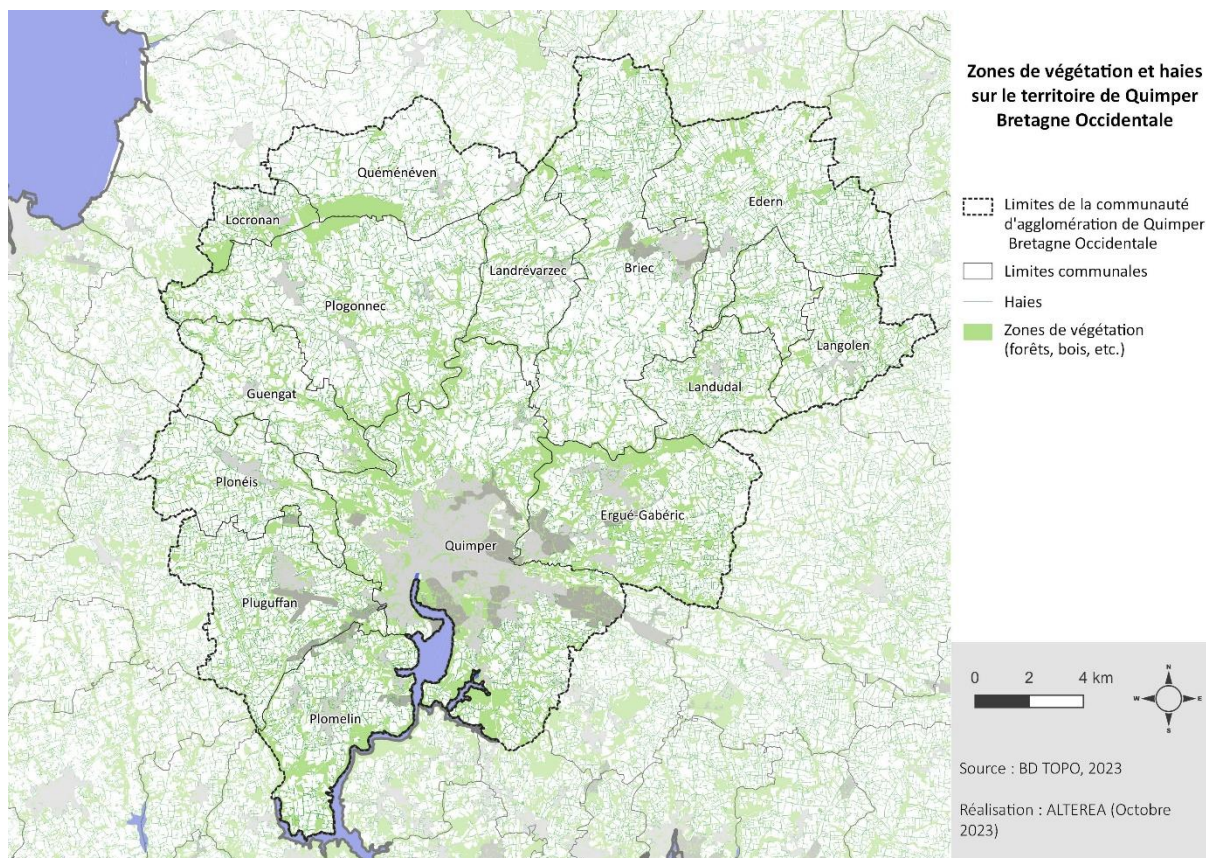 Zones de végétation et haies
sur le territoire de Quimper
Bretagne Occidentale
Limites de la communauté
d'agglomération de Quimper
Bretagne Occidentale
Limites communales
Haies
Zones de végétation
(forêts, bois, etc.)
Quéménéven
Locronan
Edern
Landrévarzec
Briec
Plogonnec
Langolen
Landudal
Guengat
Plonéis
Ergué-Gabéric
Quimper
Pluguffan
Plomelin
0 2 4 km
N
W E
S
Source : BD TOPO, 2023
Réalisation : ALTEREA (Octobre
2023)